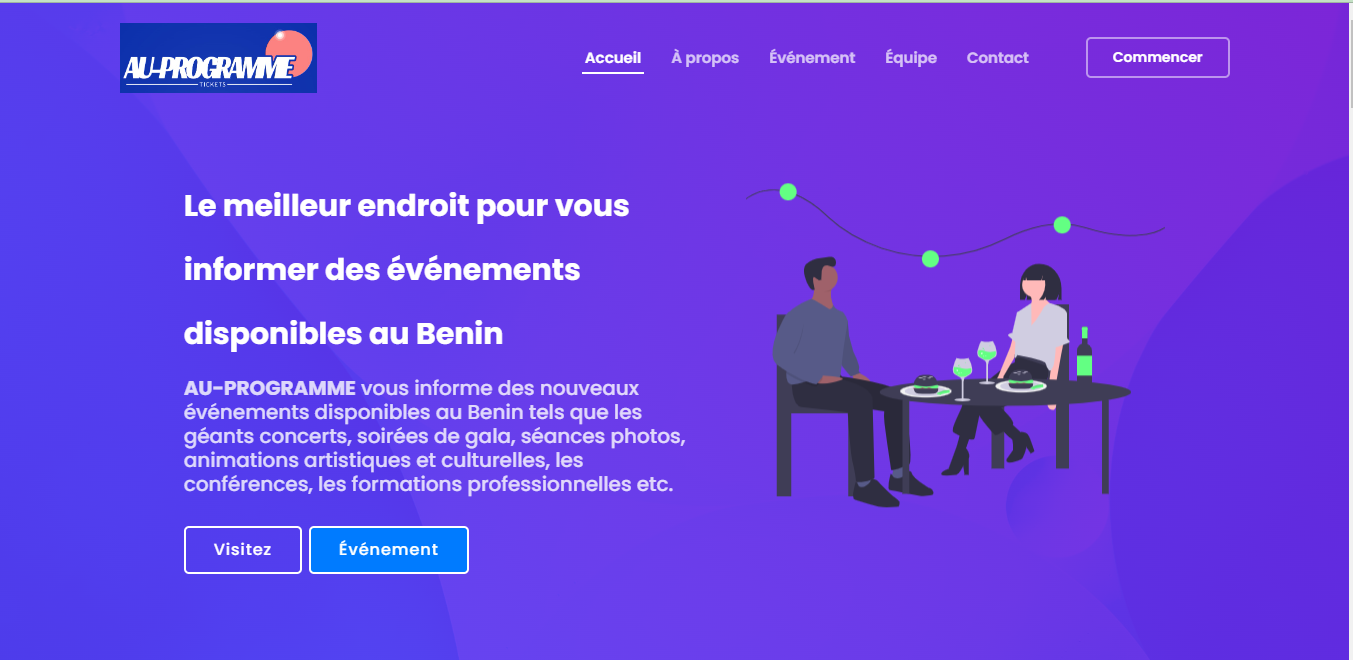 AU-PROGRAMME
TICKETS
Accueil
À propos
Événement
Équipe
Contact
Commencer
Le meilleur endroit pour vous
informer des événements
disponibles au Benin
AU-PROGRAMME vous informe des nouveaux
événements disponibles au Benin tels que les
géants concerts, soirées de gala, séances photos,
animations artistiques et culturelles, les
conférences, les formations professionnelles etc.
Visitez
Événement